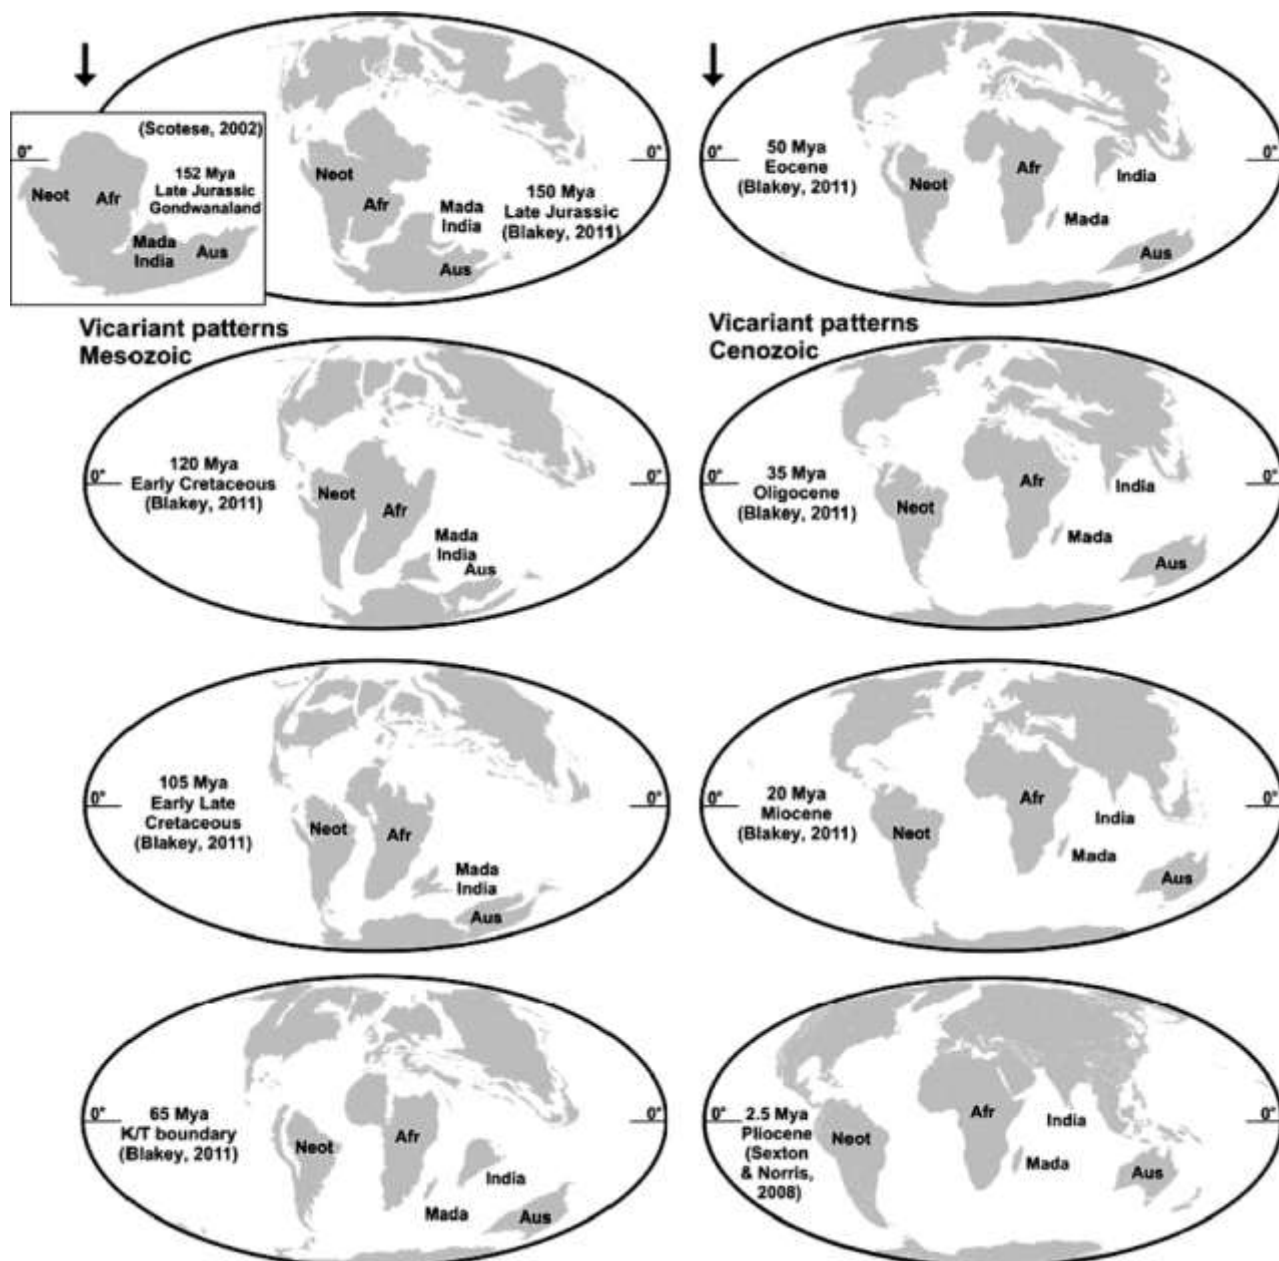 (Scotese, 2002)
0°
152 Mya
Late Jurassic
Gondwanaland
Neot
Afr
Mada
India
Aus
Neot
Afr
Mada
India
Aus
150 Mya
Late Jurassic
(Blakey, 2011)
0°
Vicariant patterns
Mesozoic
0°
120 Mya
Early Cretaceous
(Blakey, 2011)
Neot
Afr
Mada
India
Aus
0°
0°
105 Mya
Early Late
Cretaceous
(Blakey, 2011)
Neot
Afr
Mada
India
Aus
0°
0°
65 Mya
K/T boundary
(Blakey, 2011)
Neot
Afr
India
Mada
Aus
0°
0°
50 Mya
Eocene
(Blakey, 2011)
Neot
Afr
India
Mada
Aus
0°
Vicariant patterns
Cenozoic
0°
35 Mya
Oligocene
(Blakey, 2011)
Neot
Afr
India
Mada
Aus
0°
0°
20 Mya
Miocene
(Blakey, 2011)
Neot
Afr
India
Mada
Aus
0°
0°
2.5 Mya
Pliocene
(Sexton
& Norris,
2008)
Neot
Afr
India
Mada
Aus
0°